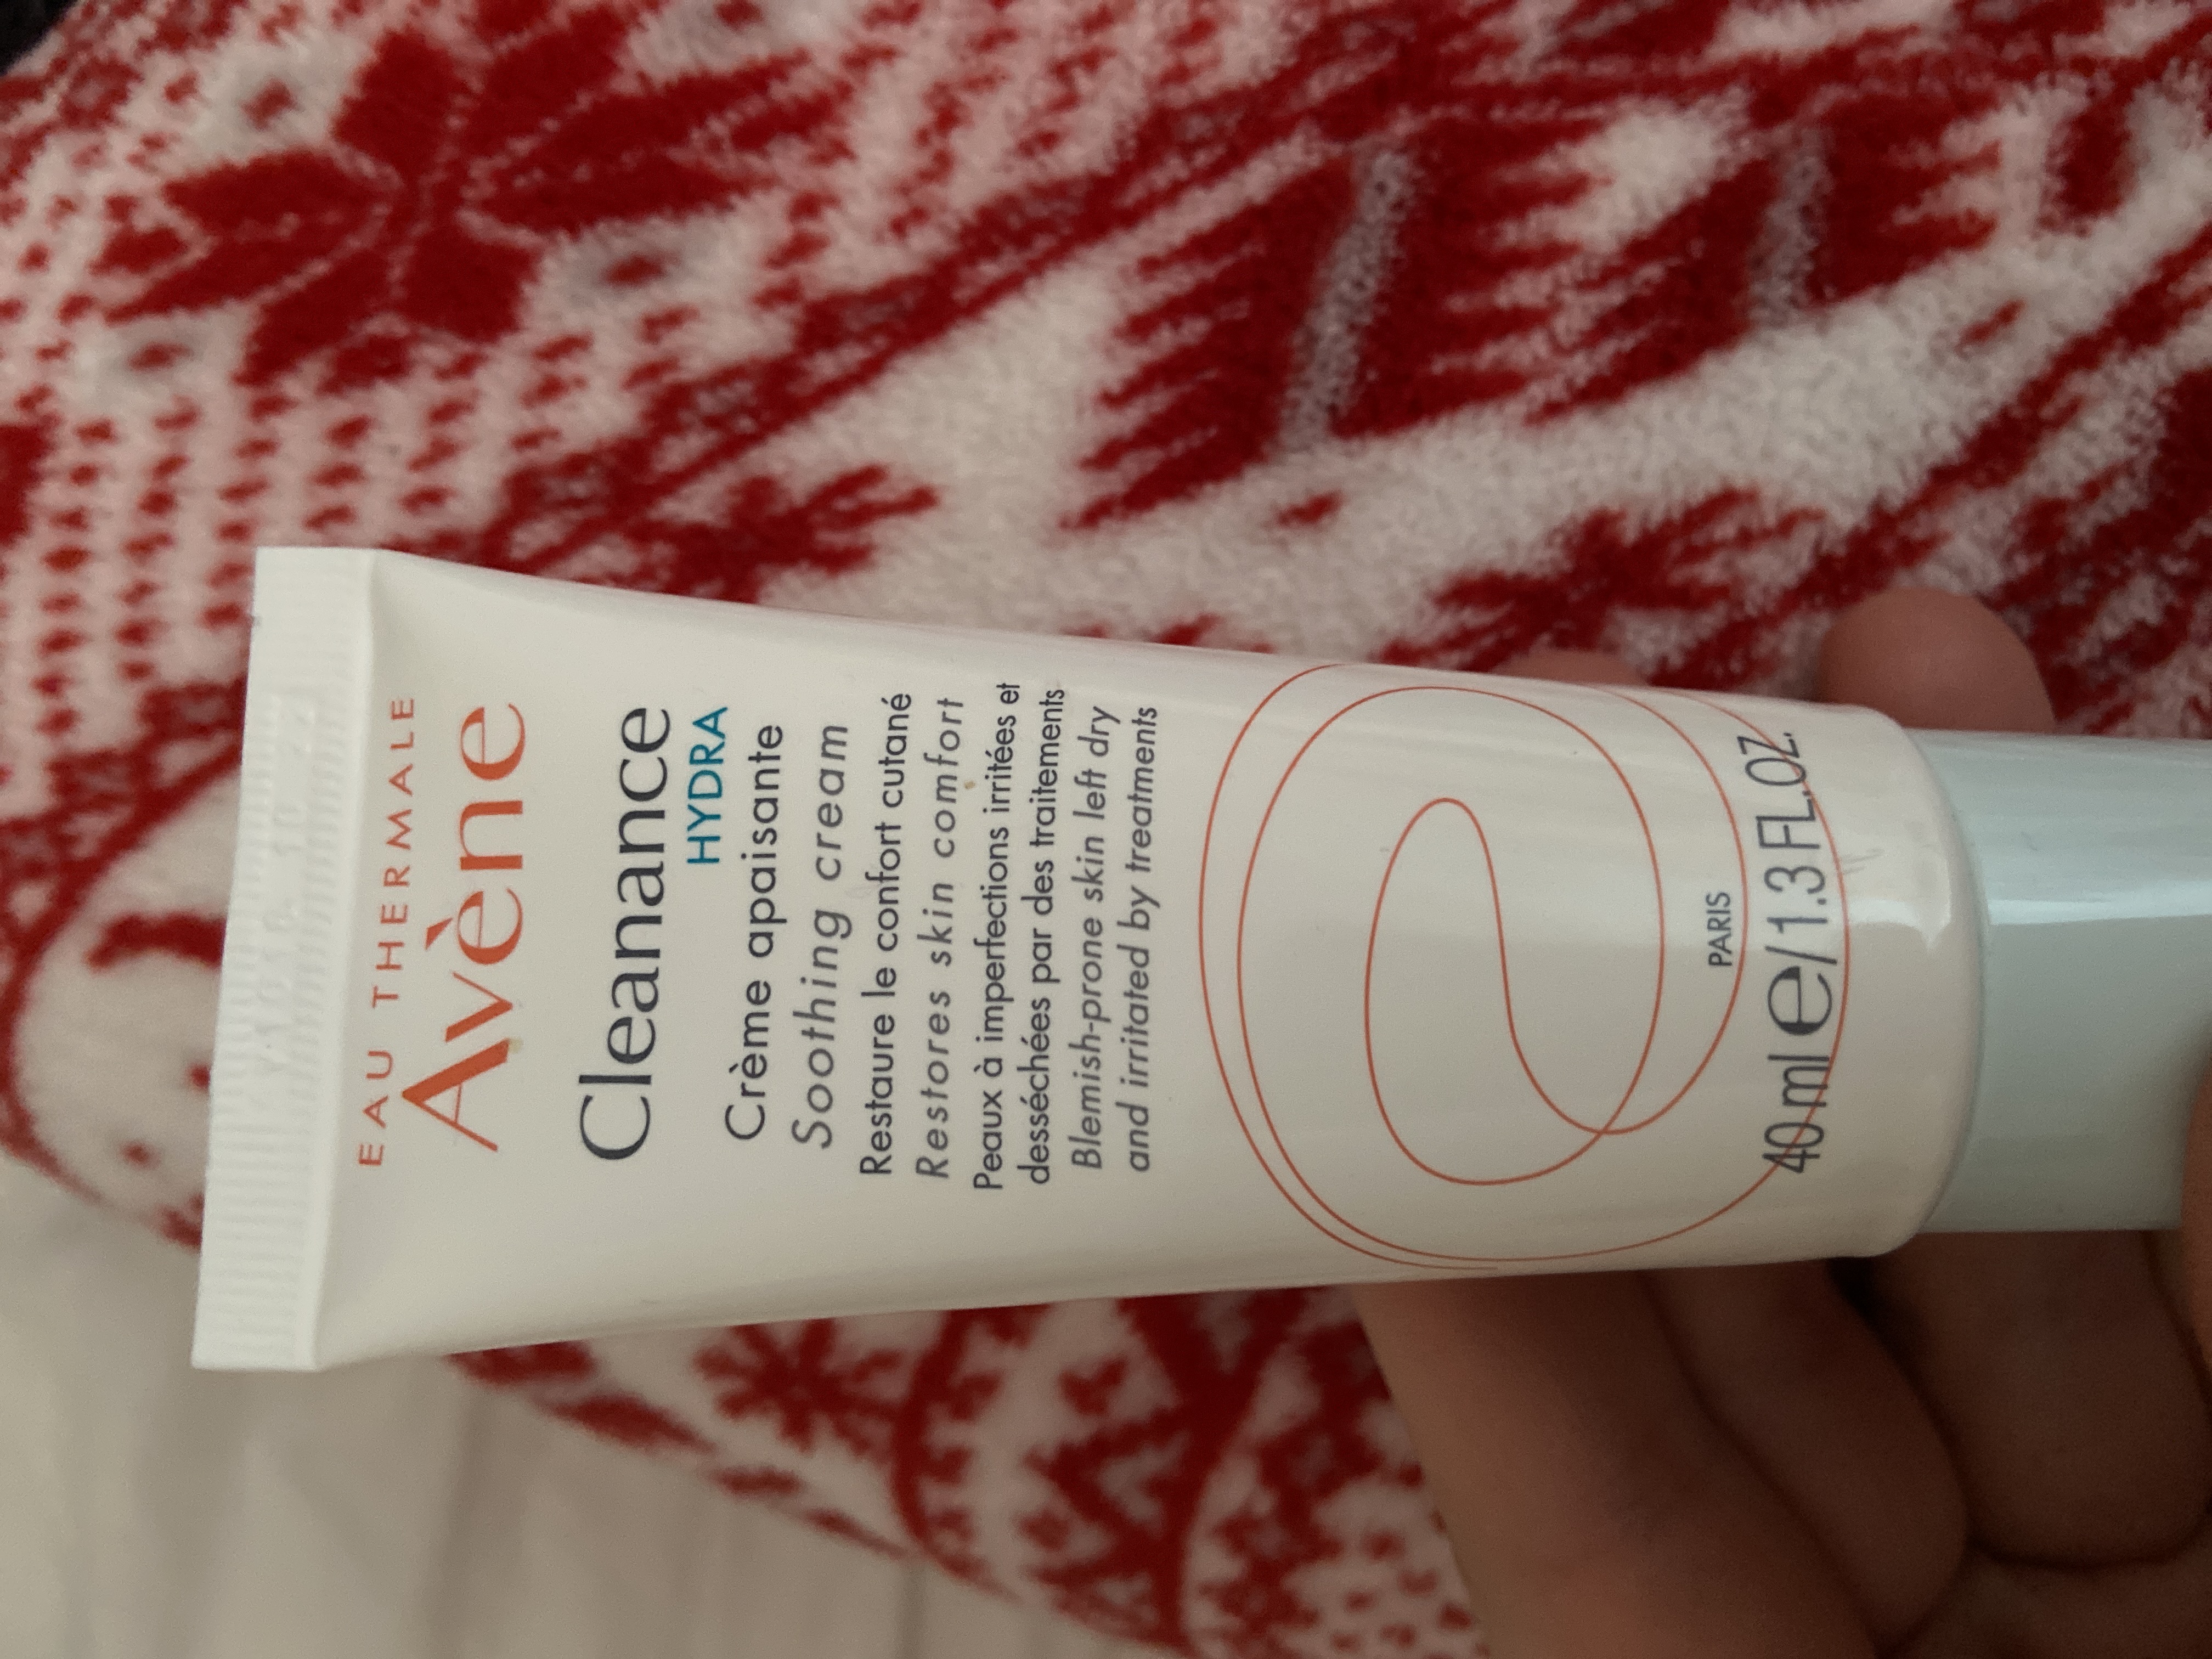 EAU THERMALE
Avène
Cleanance
HYDRA
Crème apaisante
Soothing cream
Restaure le confort cutané
Restores skin comfort
Peaux à imperfections irritées et
desséchées par des traitements
Blemish-prone skin left dry
and irritated by treatments
PARIS
40 ml e/1.3 FL.OZ.